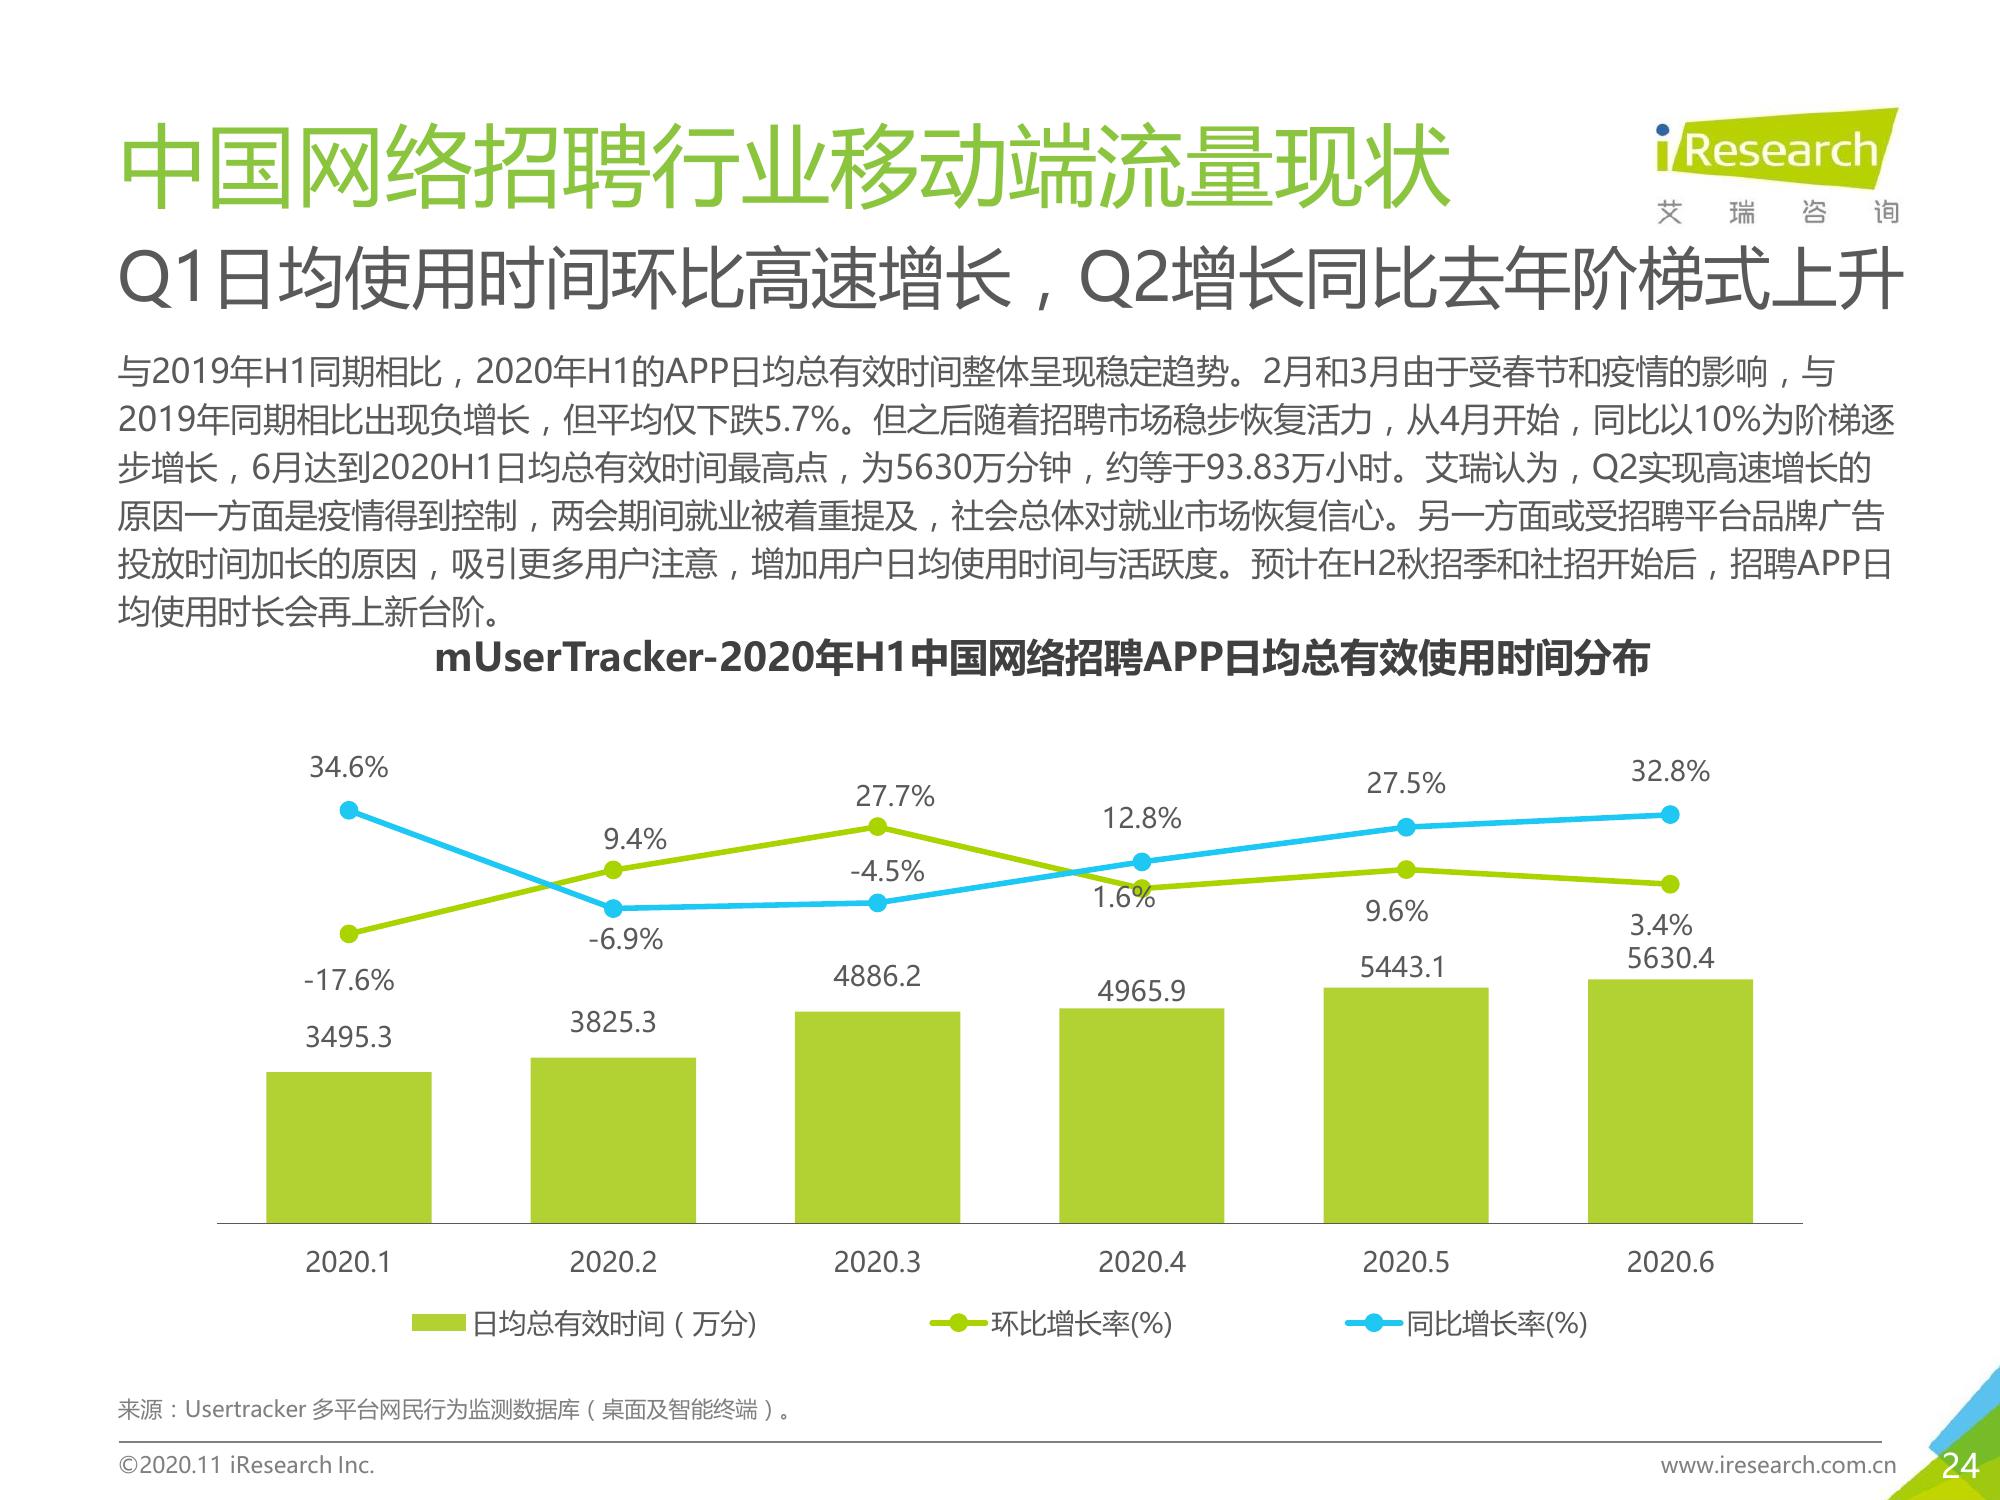 中国网络招聘行业移动端流量现状
iResearch
艾瑞咨询
Q1日均使用时间环比高速增长，Q2增长同比去年阶梯式上升
与2019年H1同期相比，2020年H1的APP日均总有效时间整体呈现稳定趋势。2月和3月由于受春节和疫情的影响，与
2019年同期相比出现负增长，但平均仅下跌5.7%。但之后随着招聘市场稳步恢复活力，从4月开始，同比以10%为阶梯逐
步增长，6月达到2020H1日均总有效时间最高点，为5630万分钟，约等于93.83万小时。艾瑞认为，Q2实现高速增长的
原因一方面是疫情得到控制，两会期间就业被着重提及，社会总体对就业市场恢复信心。另一方面或受招聘平台品牌广告
投放时间加长的原因，吸引更多用户注意，增加用户日均使用时间与活跃度。预计在H2秋招季和社招开始后，招聘APP日
均使用时长会再上新台阶。
mUserTracker-2020年H1中国网络招聘APP日均总有效使用时间分布
34.6%
9.4%
27.7%
12.8%
27.5%
32.8%
-17.6%
-6.9%
-4.5%
1.6%
9.6%
3.4%
3495.3
3825.3
4886.2
4965.9
5443.1
5630.4
2020.1
2020.2
2020.3
2020.4
2020.5
2020.6
日均总有效时间（万分)
环比增长率(%)
同比增长率(%)
来源：Usertracker 多平台网民行为监测数据库（桌面及智能终端）。
©2020.11 iResearch Inc.
www.iresearch.com.cn
24